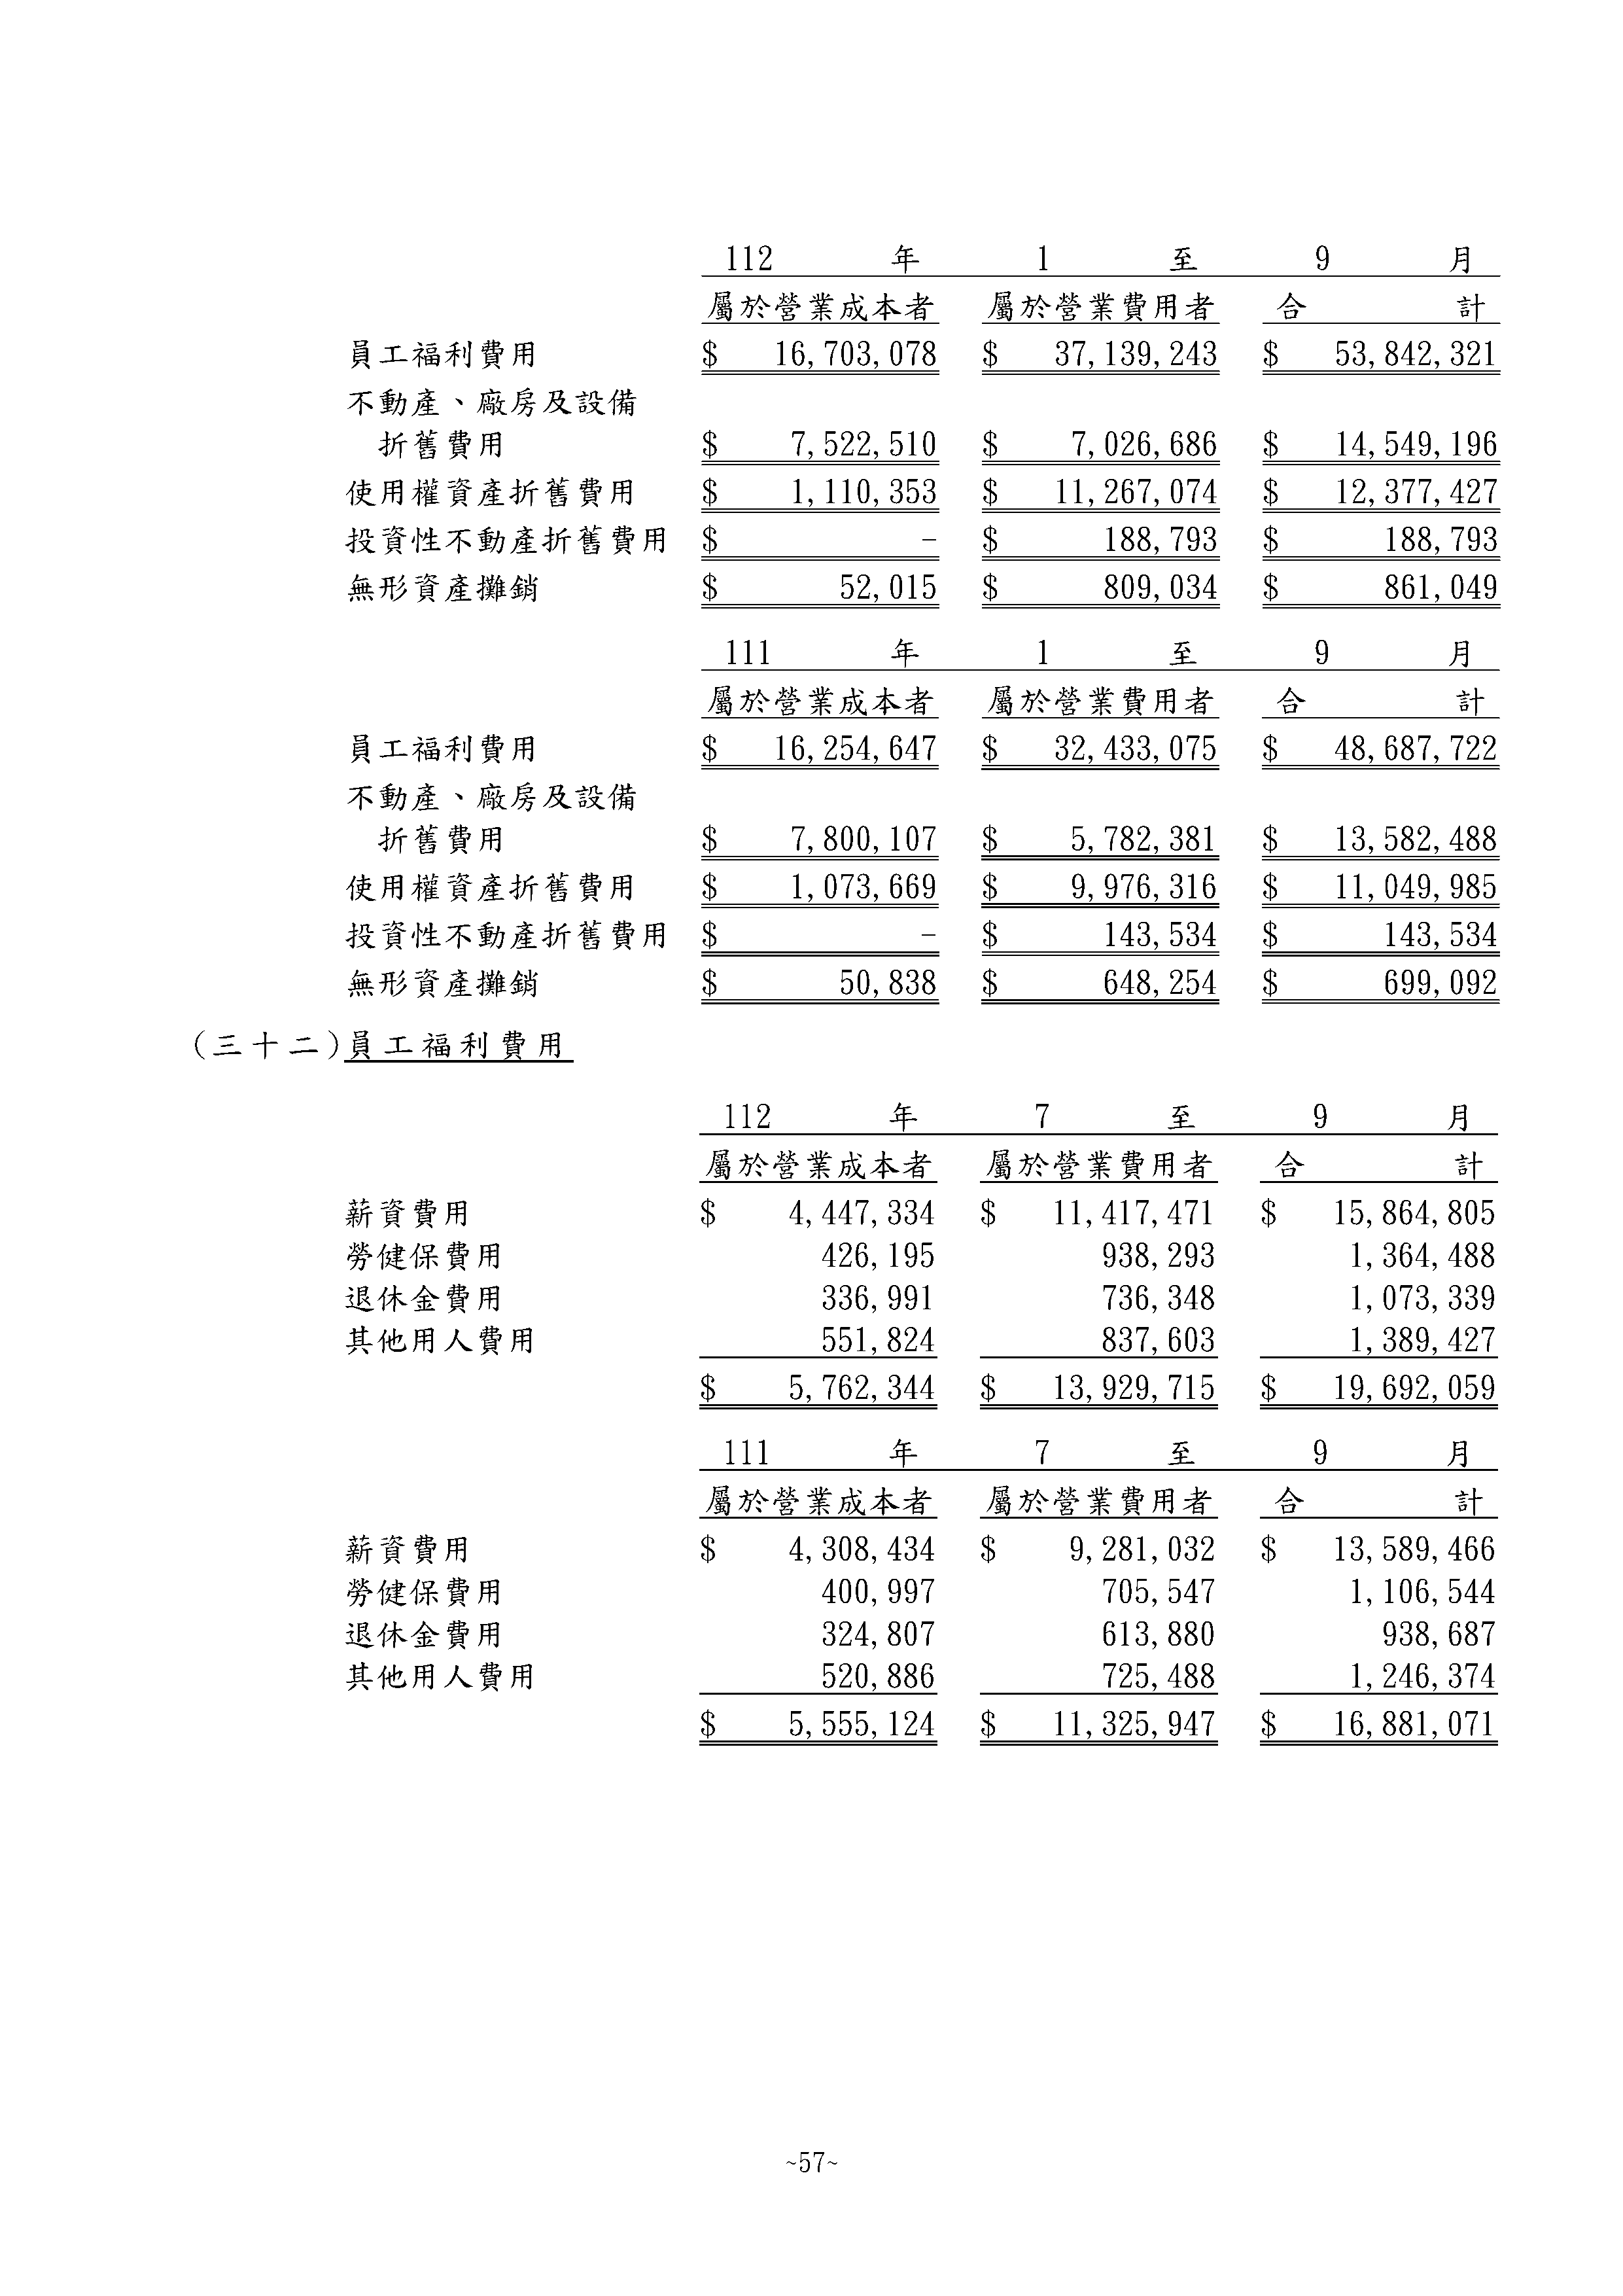 112 年 1 至 9 月
屬於營業成本者 屬於營業費用者 合 計
員工福利費用 $ 16,703,078 $ 37,139,243 $ 53,842,321
不動產、廠房及設備
折舊費用 $ 7,522,510 $ 7,026,686 $ 14,549,196
使用權資產折舊費用 $ 1,110,353 $ 11,267,074 $ 12,377,427
投資性不動產折舊費用 $ - $ 188,793 $ 188,793
無形資產攤銷 $ 52,015 $ 809,034 $ 861,049
111 年 1 至 9 月
屬於營業成本者 屬於營業費用者 合 計
員工福利費用 $ 16,254,647 $ 32,433,075 $ 48,687,722
不動產、廠房及設備
折舊費用 $ 7,800,107 $ 5,782,381 $ 13,582,488
使用權資產折舊費用 $ 1,073,669 $ 9,976,316 $ 11,049,985
投資性不動產折舊費用 $ - $ 143,534 $ 143,534
無形資產攤銷 $ 50,838 $ 648,254 $ 699,092
(三十二)員工福利費用
112 年 7 至 9 月
屬於營業成本者 屬於營業費用者 合 計
薪資費用 $ 4,447,334 $ 11,417,471 $ 15,864,805
勞健保費用 426,195 938,293 1,364,488
退休金費用 336,991 736,348 1,073,339
其他用人費用 551,824 837,603 1,389,427
$ 5,762,344 $ 13,929,715 $ 19,692,059
111 年 7 至 9 月
屬於營業成本者 屬於營業費用者 合 計
薪資費用 $ 4,308,434 $ 9,281,032 $ 13,589,466
勞健保費用 400,997 705,547 1,106,544
退休金費用 324,807 613,880 938,687
其他用人費用 520,886 725,488 1,246,374
$ 5,555,124 $ 11,325,947 $ 16,881,071
~57~